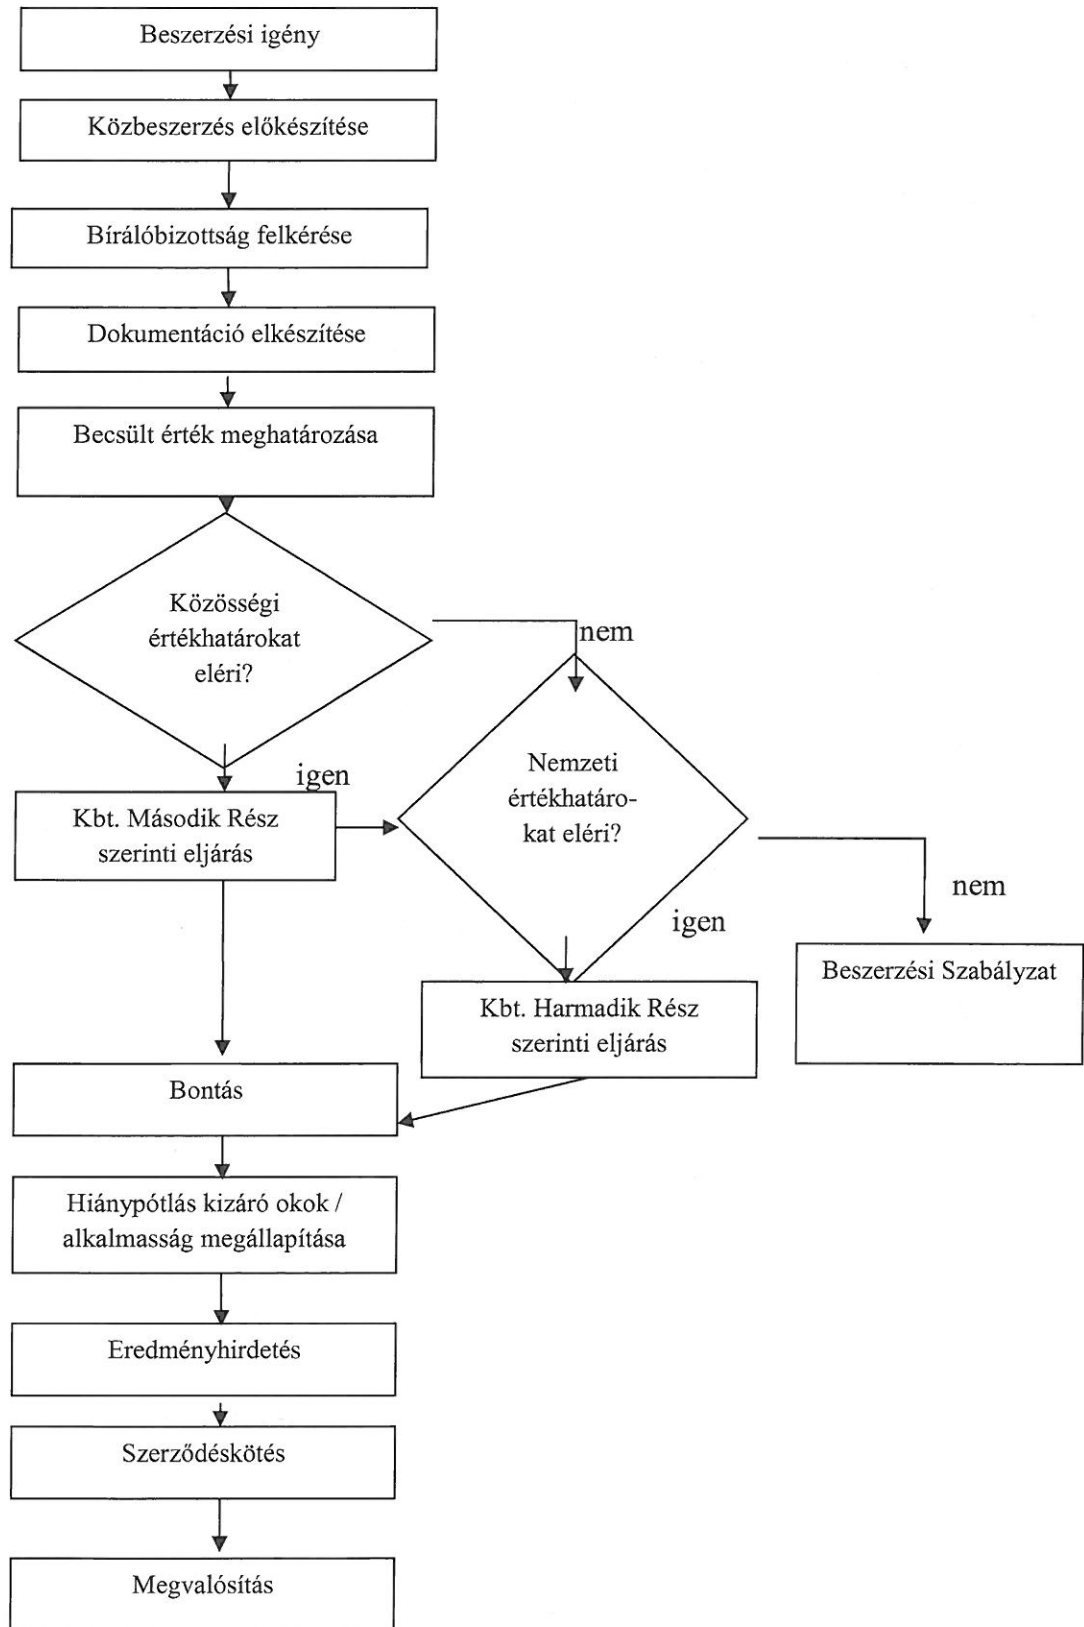 Beszerzési igény
Közbeszerzés előkészítése
Bírálóbizottság felkérése
Dokumentáció elkészítése
Becsült érték meghatározása
Közösségi
értékhatárokat
eléri?
nem
igen
Kbt. Második Rész
szerinti eljárás
Nemzeti
értékhatáro-
kat eléri?
nem
igen
Beszerzési Szabályzat
Kbt. Harmadik Rész
szerinti eljárás
Bontás
Hiánypótlás kizáró okok /
alkalmasság megállapítása
Eredményhirdetés
Szerződéskötés
Megvalósítás